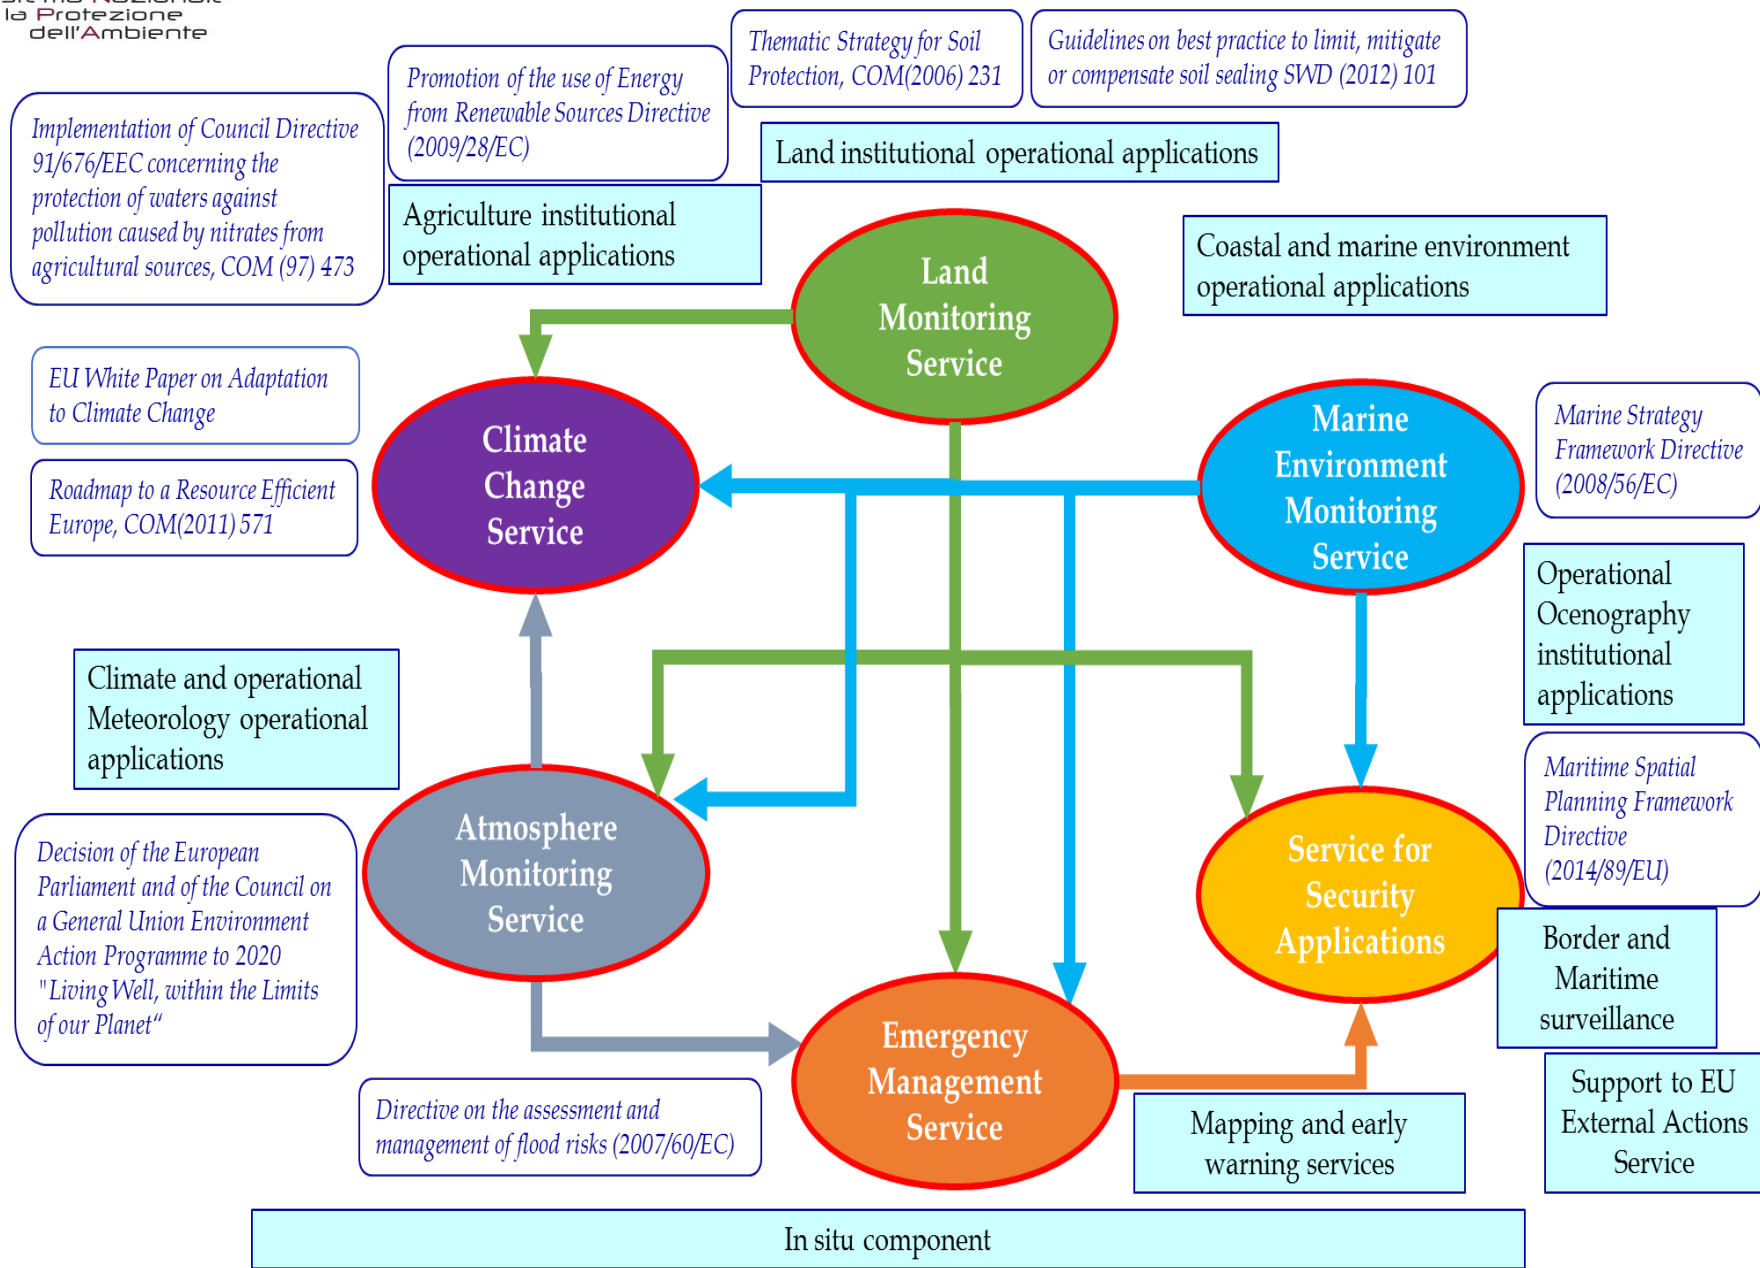 la Protezione
dell'Ambiente
Thematic Strategy for Soil
Protection, COM(2006) 231
Guidelines on best practice to limit, mitigate
or compensate soil sealing SWD (2012) 101
Promotion of the use of Energy
from Renewable Sources Directive
(2009/28/EC)
Implementation of Council Directive
91/676/EEC concerning the
protection of waters against
pollution caused by nitrates from
agricultural sources, COM (97) 473
Land institutional operational applications
Agriculture institutional
operational applications
Coastal and marine environment
operational applications
Land
Monitoring
Service
EU White Paper on Adaptation
to Climate Change
Roadmap to a Resource Efficient
Europe, COM(2011) 571
Climate
Change
Service
Marine
Environment
Monitoring
Service
Marine Strategy
Framework Directive
(2008/56/EC)
Operational
Ocenography
institutional
applications
Climate and operational
Meteorology operational
applications
Maritime Spatial
Planning Framework
Directive
(2014/89/EU)
Atmosphere
Monitoring
Service
Service for
Security
Applications
Decision of the European
Parliament and of the Council on
a General Union Environment
Action Programme to 2020
"Living Well, within the Limits
of our Planet“
Border and
Maritime
surveillance
Emergency
Management
Service
Directive on the assessment and
management of flood risks (2007/60/EC)
Mapping and early
warning services
Support to EU
External Actions
Service
In situ component